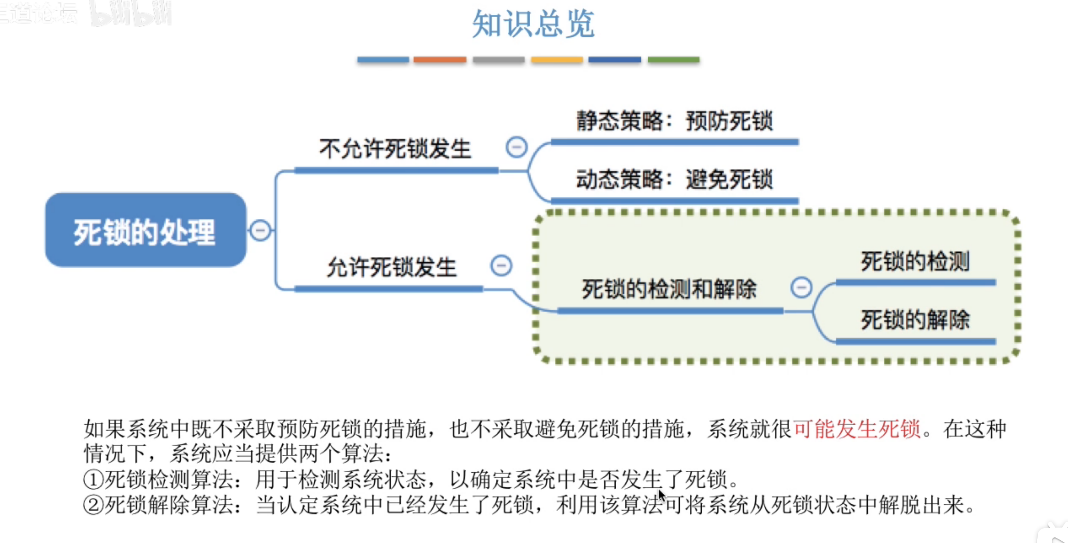 bilibili
知识总览
不允许死锁发生
静态策略：预防死锁
动态策略：避免死锁
死锁的处理
允许死锁发生
死锁的检测和解除
死锁的检测
死锁的解除
如果系统中既不采取预防死锁的措施，也不采取避免死锁的措施，系统就很可能发生死锁。在这种
情况下，系统应当提供两个算法：
①死锁检测算法：用于检测系统状态，以确定系统中是否发生了死锁。
②死锁解除算法：当认定系统中已经发生了死锁，利用该算法可将系统从死锁状态中解脱出来。